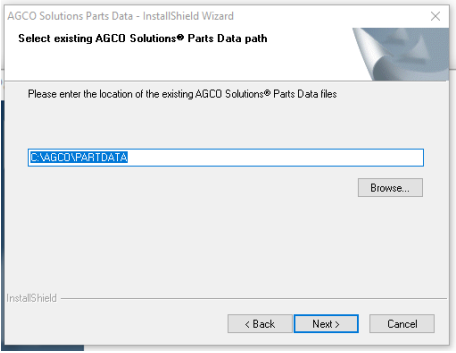 AGCO Solutions Parts Data - InstallShield Wizard
Select existing AGCO Solutions® Parts Data path
Please enter the location of the existing AGCO Solutions® Parts Data files
C:\AGCO\PARTDATA
Browse...
InstallShield
< Back Next > Cancel